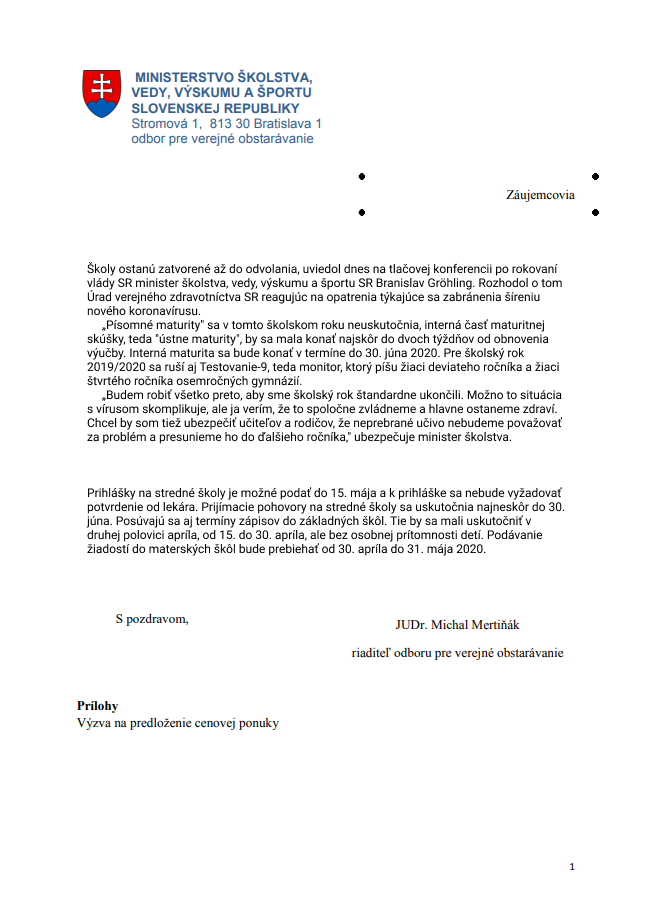 MINISTERSTVO ŠKOLSTVA,
VEDY, VÝSKUMU A ŠPORTU
SLOVENSKEJ REPUBLIKY
Stromová 1, 813 30 Bratislava 1
odbor pre verejné obstarávanie
Záujemcovia
Školy ostanú zatvorené až do odvolania, uviedol dnes na tlačovej konferencii po rokovaní
vlády SR minister školstva, vedy, výskumu a športu SR Branislav Gröhling. Rozhodol o tom
Úrad verejného zdravotníctva SR reagujúc na opatrenia týkajúce sa zabránenia šíreniu
nového koronavírusu.
„Písomné maturity" sa v tomto školskom roku neuskutočnia, interná časť maturitnej
skúšky, teda "ústne maturity", by sa mala konať najskôr do dvoch týždňov od obnovenia
výučby. Interná maturita sa bude konať v termíne do 30. júna 2020. Pre školský rok
2019/2020 sa ruší aj Testovanie-9, teda monitor, ktorý píšu žiaci deviateho ročníka a žiaci
štvrtého ročníka osemročných gymnázií.
„Budem robiť všetko preto, aby sme školský rok štandardne ukončili. Možno to situácia
s vírusom skomplikuje, ale ja verím, že to spoločne zvládneme a hlavne ostaneme zdraví.
Chcel by som tiež ubezpečiť učiteľov a rodičov, že neprebrané učivo nebudeme považovať
za problém a presunieme ho do ďalšieho ročníka," ubezpečuje minister školstva.
Prihlášky na stredné školy je možné podať do 15. mája a k prihláške sa nebude vyžadovať
potvrdenie od lekára. Prijímacie pohovory na stredné školy sa uskutočnia najneskôr do 30.
júna. Posúvajú sa aj termíny zápisov do základných škôl. Tie by sa mali uskutočniť v
druhej polovici apríla, od 15. do 30. apríla, ale bez osobnej prítomnosti detí. Podávanie
žiadostí do materských škôl bude prebiehať od 30. apríla do 31. mája 2020.
S pozdravom,
JUDr. Michal Mertiňák
riaditeľ odboru pre verejné obstarávanie
Prílohy
Výzva na predloženie cenovej ponuky
1